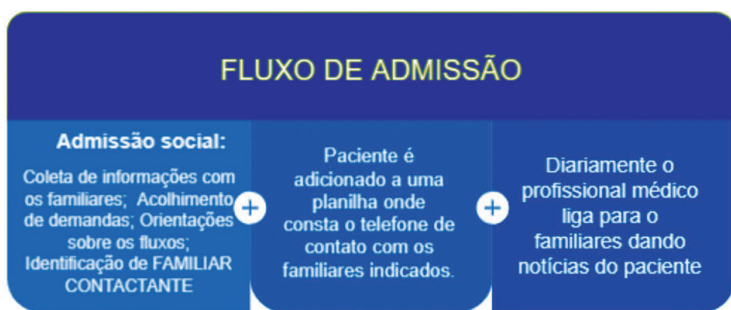 FLUXO DE ADMISSÃO
Admissão social:
Coleta de informações com
os familiares; Acolhimento
de demandas; Orientações
sobre os fluxos;
Identificação de FAMILIAR
CONTACTANTE
+
Paciente é
adicionado a uma
planilha onde
consta o telefone de
contato com os
familiares indicados.
+
Diariamente o
profissional médico
liga para o
familiares dando
notícias do paciente